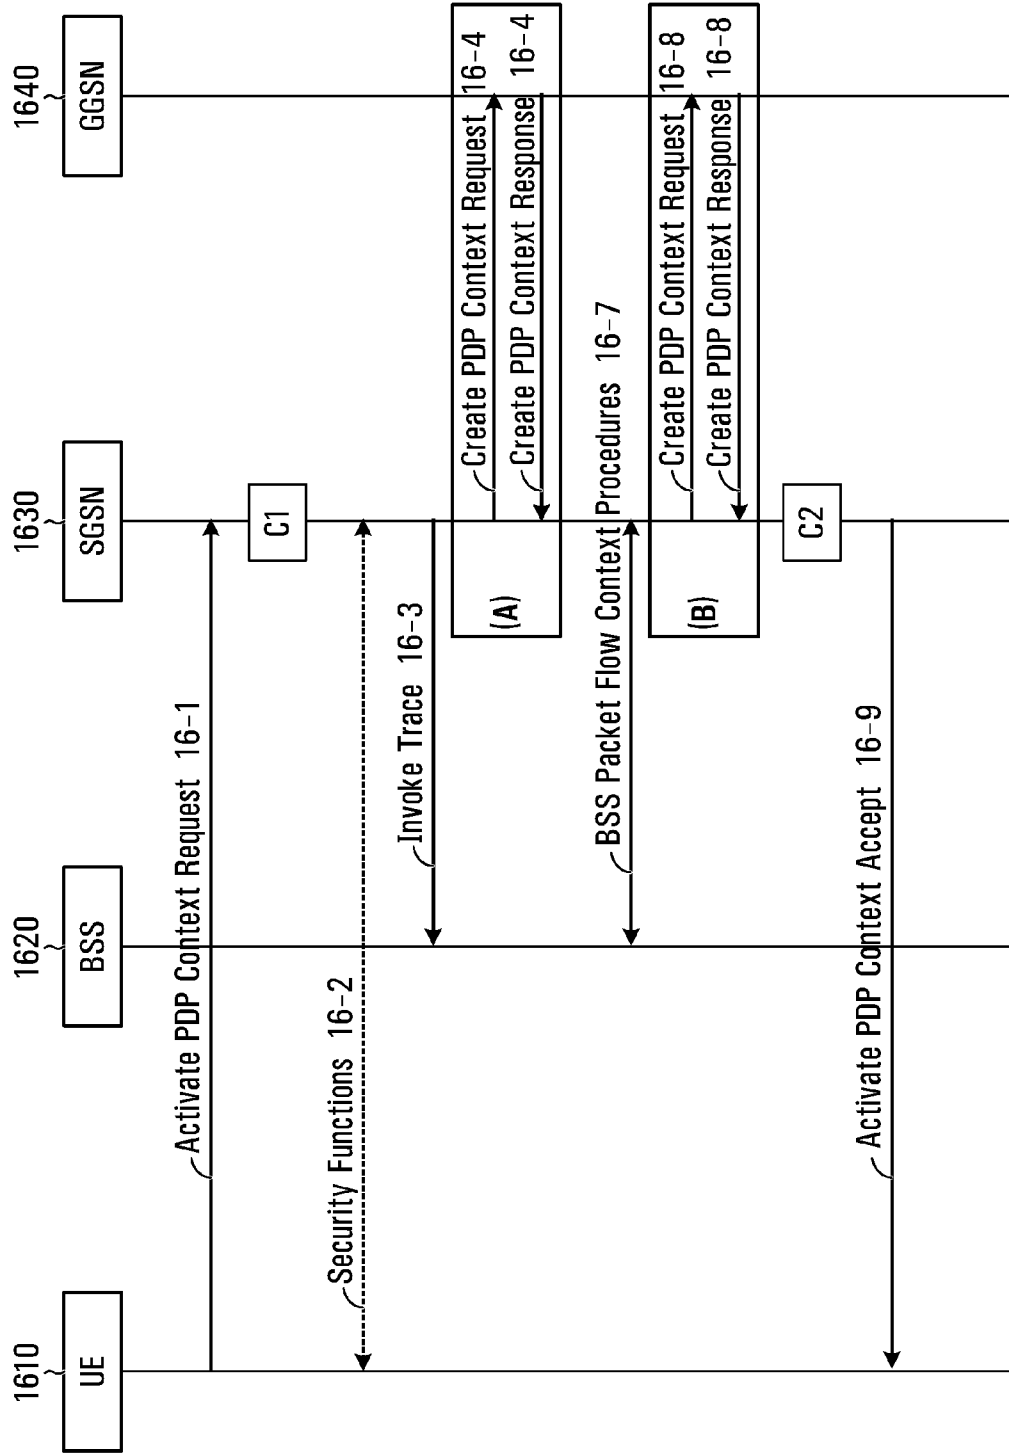 1610
1620
1630
1640
UE
BSS
SGSN
GGSN
Activate PDP Context Request 16-1
C1
Security Functions 16-2
Invoke Trace 16-3
(A)
Create PDP Context Request 16-4
Create PDP Context Response 16-4
BSS Packet Flow Context Procedures 16-7
(B)
Create PDP Context Request 16-8
Create PDP Context Response 16-8
C2
Activate PDP Context Accept 16-9